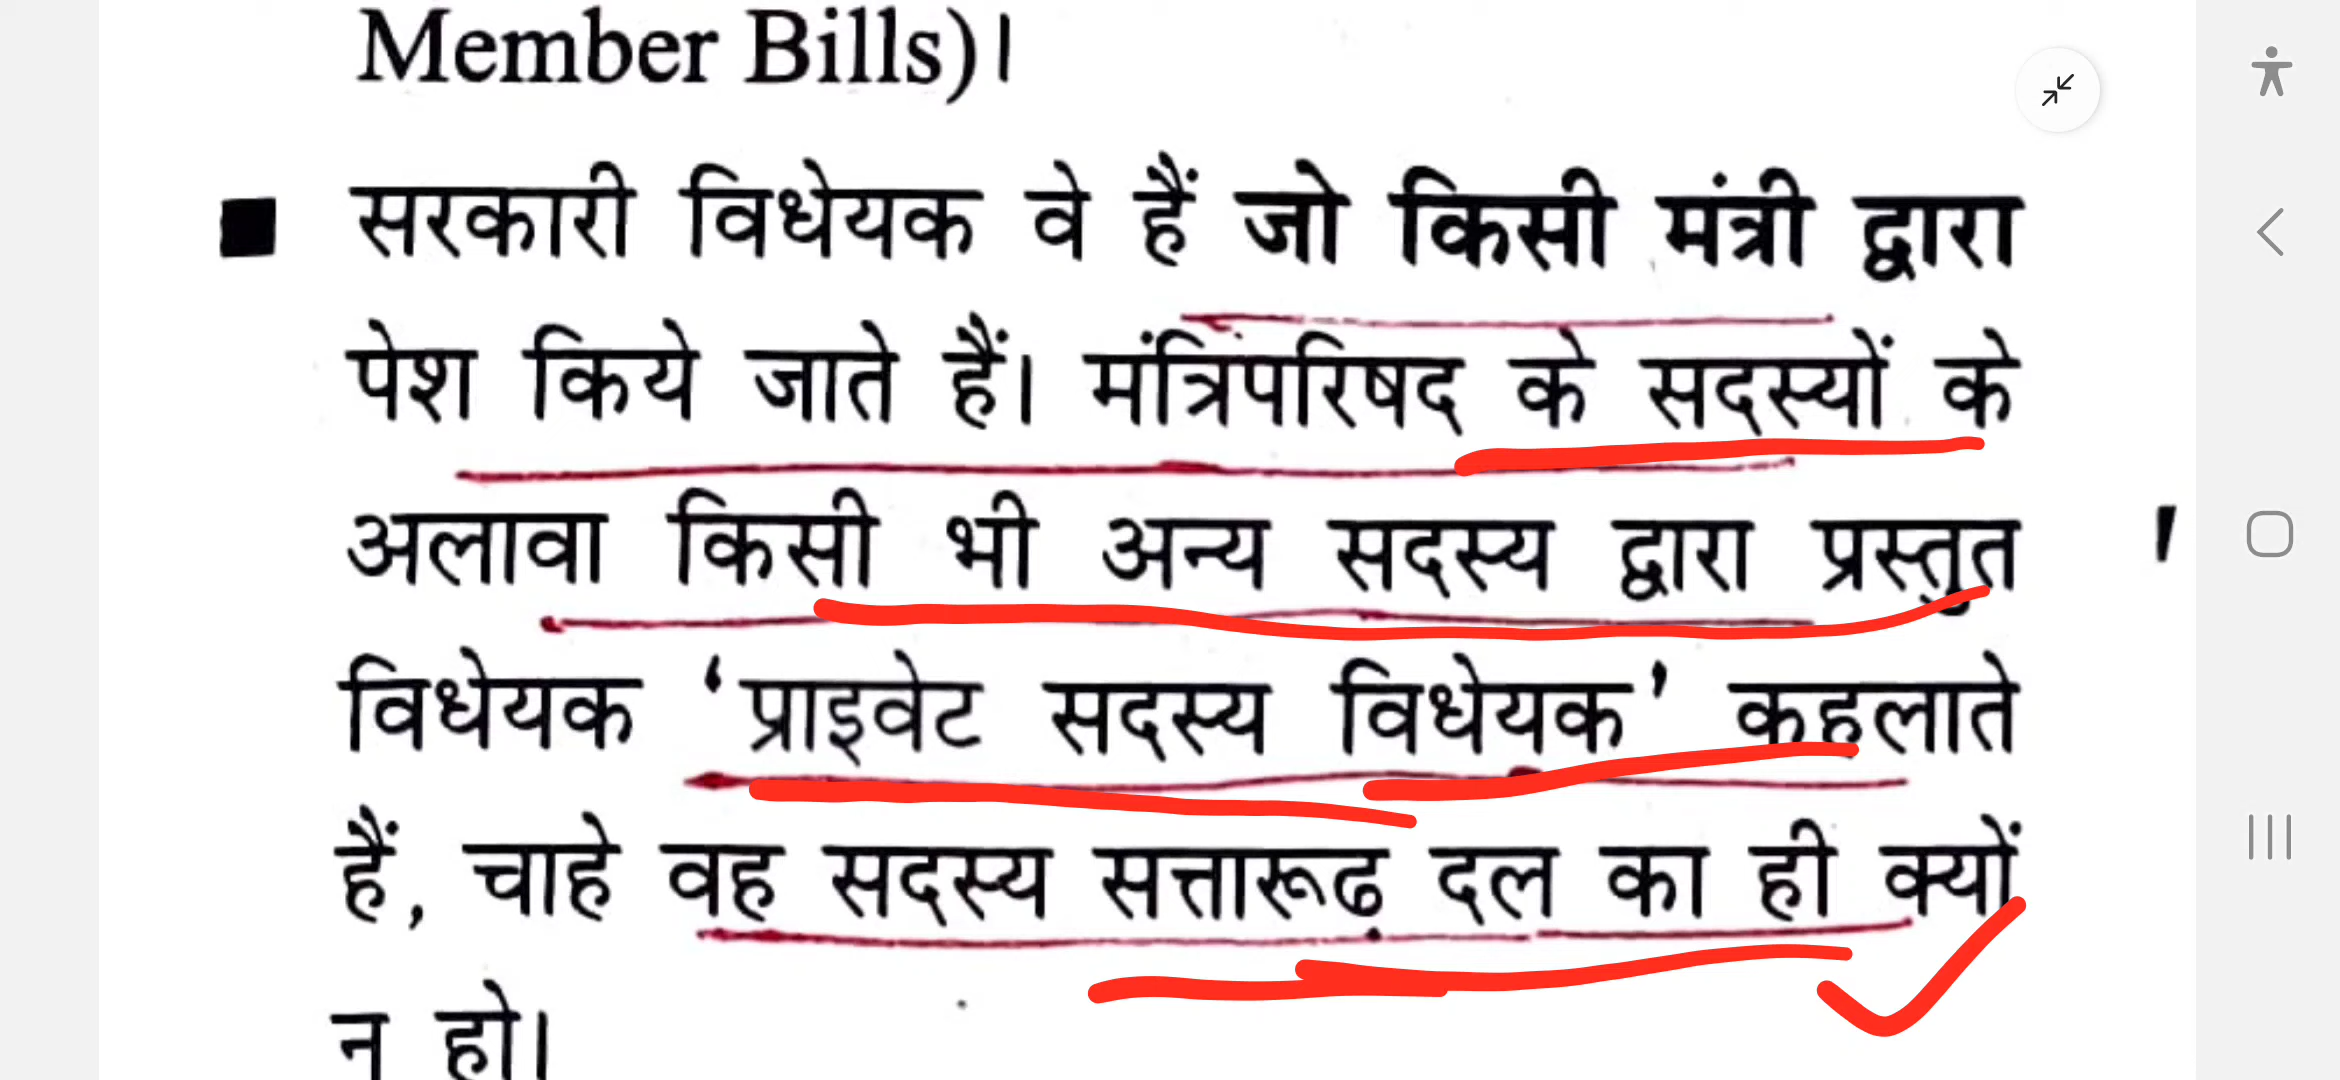 Member Bills)।
■ सरकारी विधेयक वे हैं जो किसी मंत्री द्वारा
पेश किये जाते हैं। मंत्रिपरिषद के सदस्यों के
अलावा किसी भी अन्य सदस्य द्वारा प्रस्तुत
विधेयक ‘प्राइवेट सदस्य विधेयक’ कहलाते
हैं, चाहे वह सदस्य सत्तारूढ़ दल का ही क्यों
न हो।